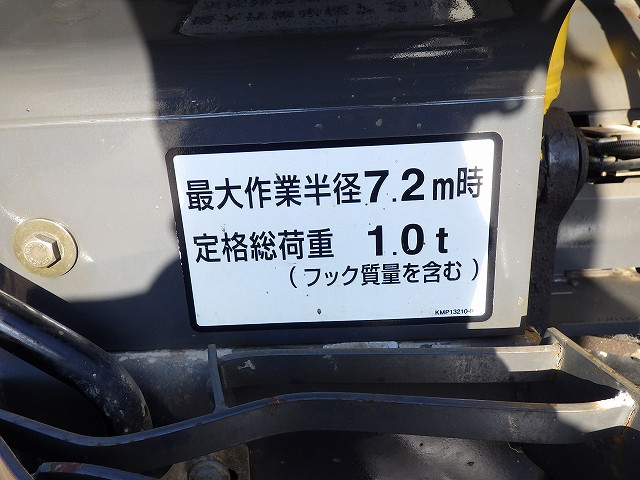 最大作業半径7.2m時
定格総荷重 1.0t
(フック質量を含む)